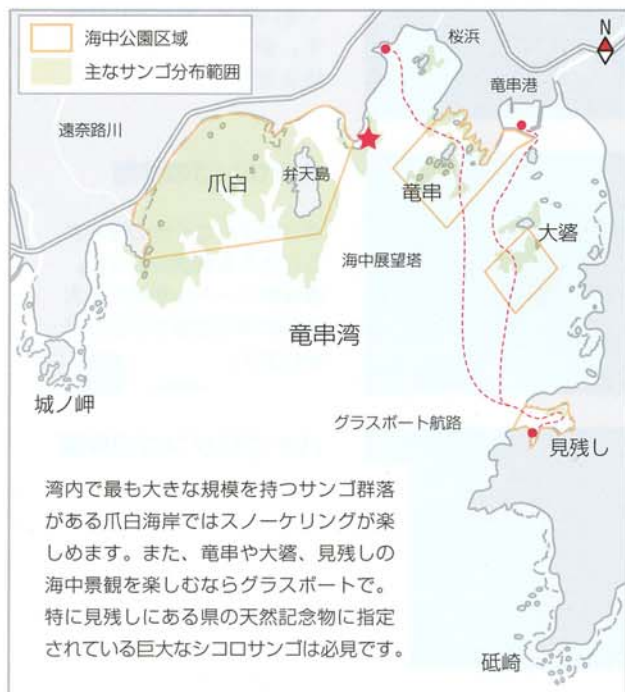 海中公園区域
主なサンゴ分布範囲
N
桜浜
竜串港
遠奈路川
爪白
弁天島
竜串
大碆
海中展望塔
竜串湾
城ノ岬
グラスボート航路
見残し
湾内で最も大きな規模を持つサンゴ群落
がある爪白海岸ではスノーケリングが楽
しめます。また、竜串や大碆、見残しの
海中景観を楽しむならグラスボートで。
特に見残しにある県の天然記念物に指定
されている巨大なシコロサンゴは必見です。
砥崎